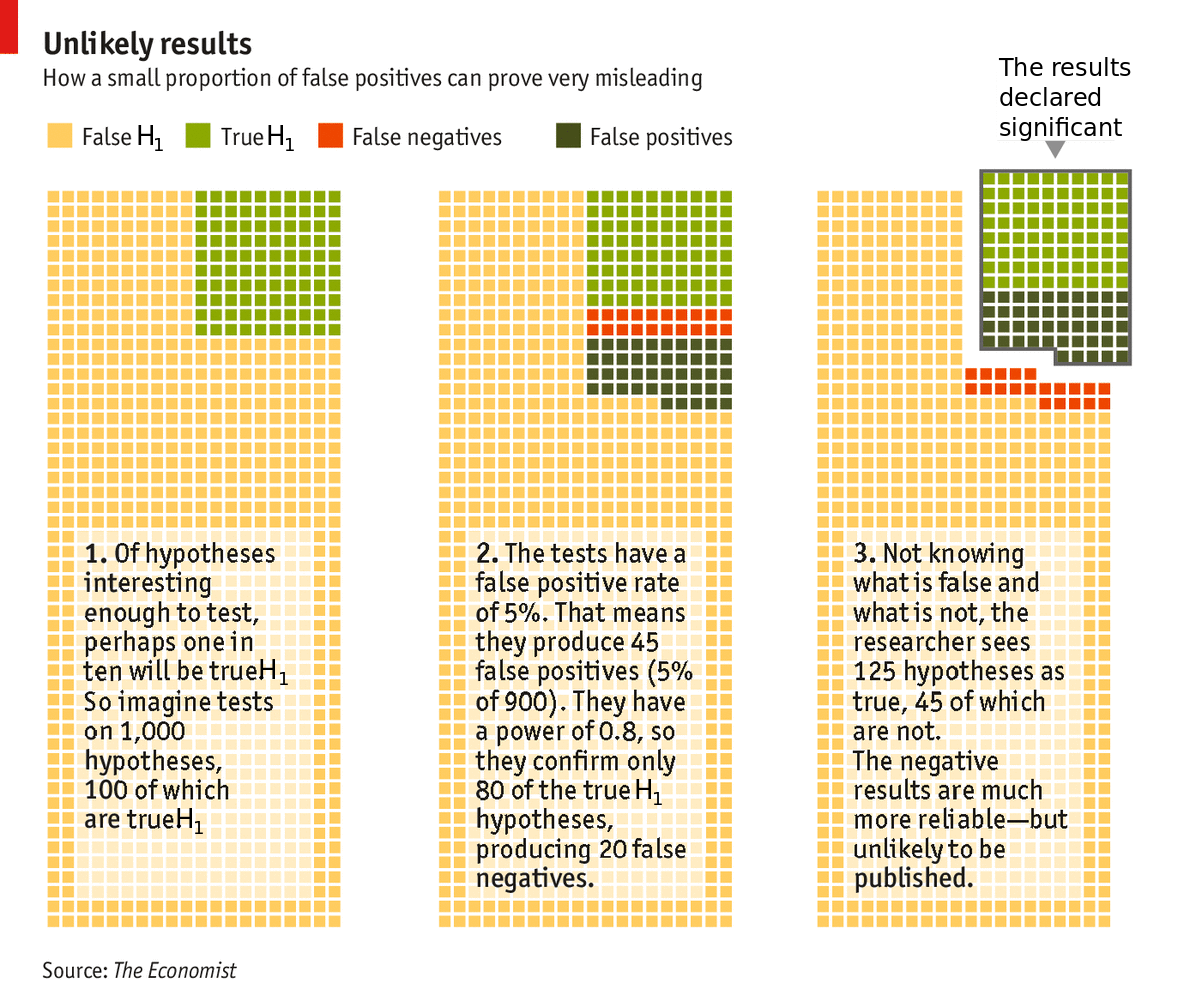 Unlikely results
How a small proportion of false positives can prove very misleading
False H1
True H1
False negatives
False positives
The results
declared
significant
1. Of hypotheses
interesting
enough to test,
perhaps one in
ten will be trueH1
So imagine tests
on 1,000
hypotheses,
100 of which
are trueH1
2. The tests have a
false positive rate
of 5%. That means
they produce 45
false positives (5%
of 900). They have
a power of 0.8, so
they confirm only
80 of the true H1
hypotheses,
producing 20 false
negatives.
3. Not knowing
what is false and
what is not, the
researcher sees
125 hypotheses as
true, 45 of which
are not.
The negative
results are much
more reliable—but
unlikely to be
published.
Source: The Economist